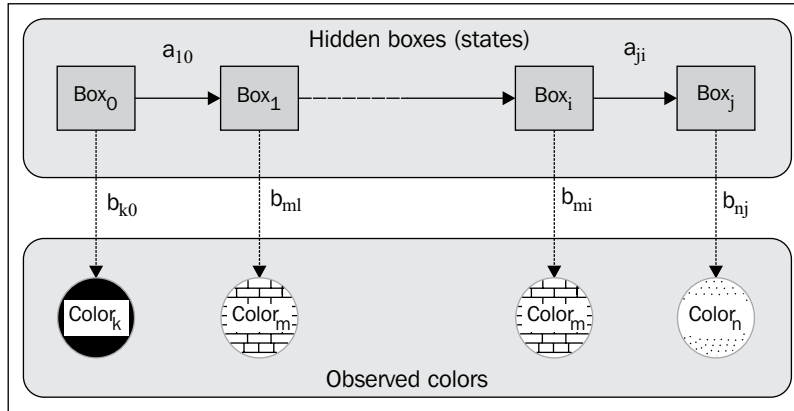 Hidden boxes (states)
a10
aji
Box0
Box1
Boxi
Boxj
bk0
bml
bmi
bnj
Colork
Colorm
Colorm
Colorn
Observed colors